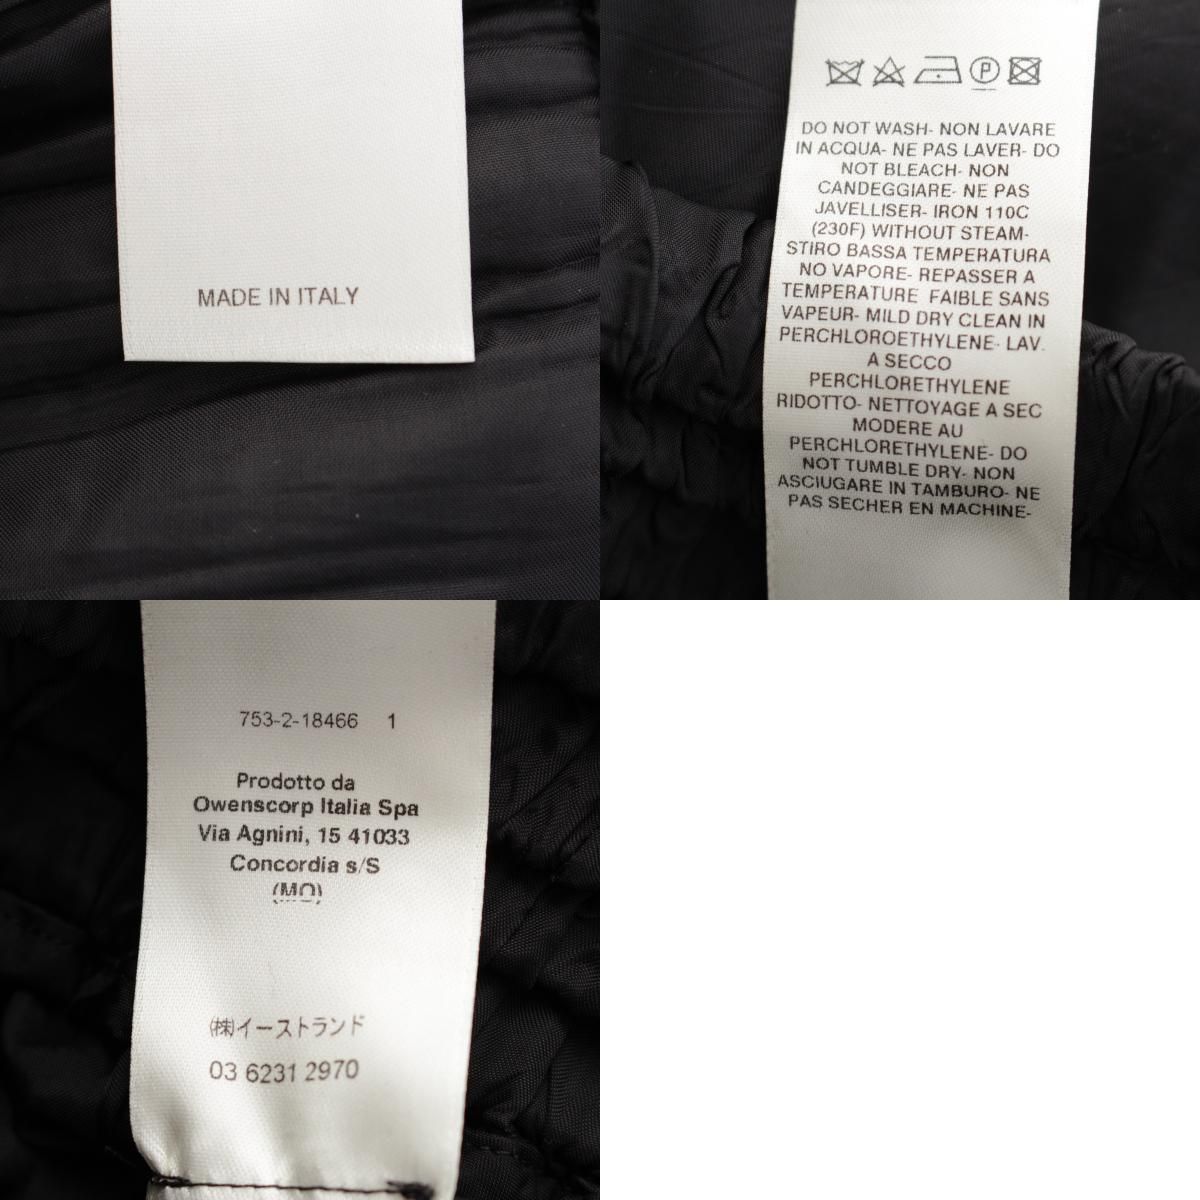 MADE IN ITALY
DO NOT WASH- NON LAVARE
IN ACQUA- NE PAS LAVER- DO
NOT BLEACH- NON
CANDEGGIARE- NE PAS
JAVELLISER- IRON 110C
(230F) WITHOUT STEAM-
STIRO BASSA TEMPERATURA
NO VAPORE- REPASSER A
TEMPERATURE FAIBLE SANS
VAPEUR- MILD DRY CLEAN IN
PERCHLOROETHYLENE- LAV.
A SECCO
PERCHLORETHYLENE
RIDOTTO- NETTOYAGE A SEC
MODERE AU
PERCHLORETHYLENE- DO
NOT TUMBLE DRY- NON
ASCIUGARE IN TAMBURO- NE
PAS SECHER EN MACHINE-
753-2-18466 1
Prodotto da
Owenscorp Italia Spa
Via Agnini, 15 41033
Concordia s/S
(MO)
㈱イーストランド
03 6231 2970